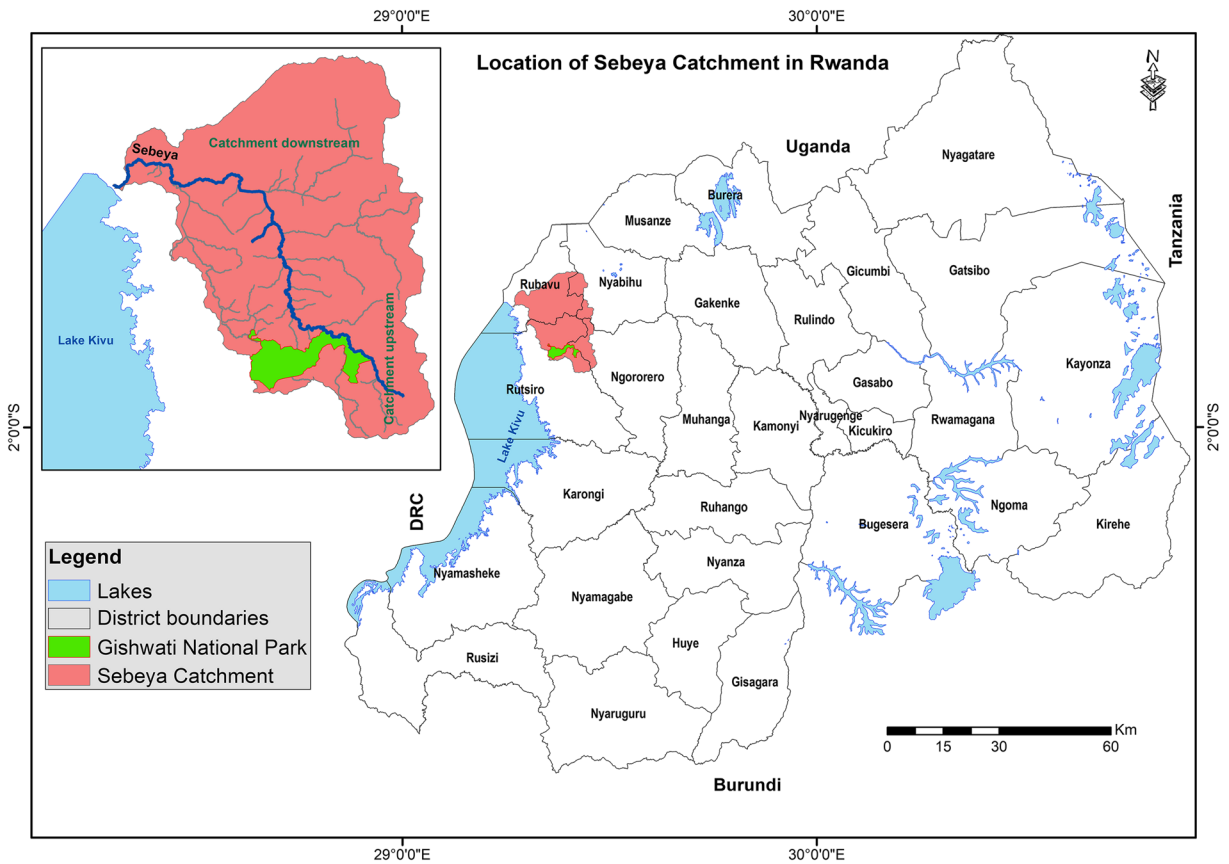 29°0'0"E
30°0'0"E
Location of Sebeya Catchment in Rwanda
N
Sebeya
Catchment downstream
Catchment upstream
Lake Kivu
Uganda
Tanzania
DRC
Burundi
Nyagatare
Burera
Musanze
Gicumbi
Gatsibo
Rubavu
Nyabihu
Gakenke
Rulindo
Kayonza
Ngororero
Gasabo
Rutsiro
Lake Kivu
Muhanga
Kamonyi
Nyarugenge
Kicukiro
Rwamagana
Karongi
Ruhango
Bugesera
Ngoma
Kirehe
Nyamasheke
Nyanza
Nyamagabe
Huye
Rusizi
Gisagara
Nyaruguru
2°0'0"S
2°0'0"S
Legend
Lakes
District boundaries
Gishwati National Park
Sebeya Catchment
Km
0 15 30 60
29°0'0"E
30°0'0"E